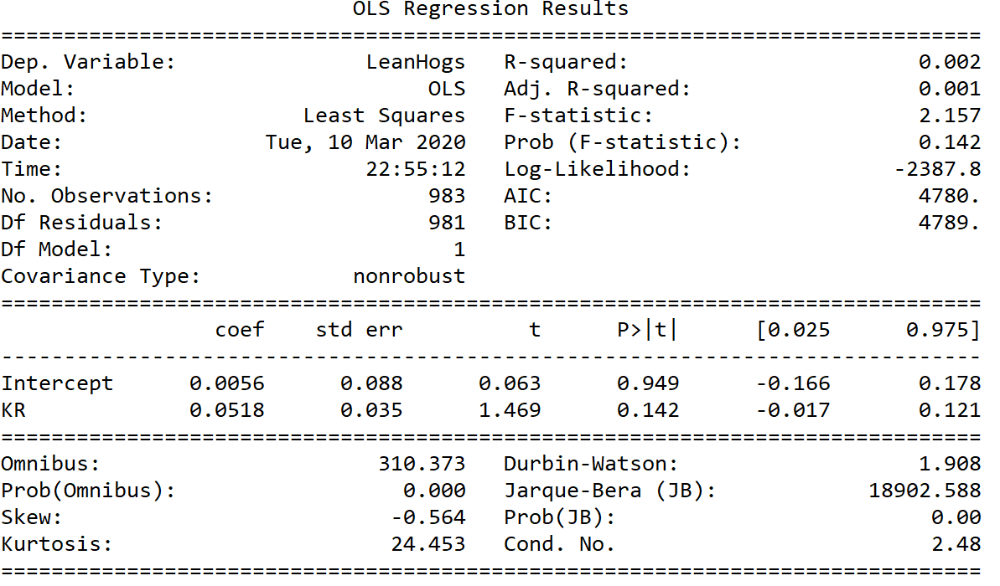 OLS Regression Results
==============================================================================
Dep. Variable:               LeanHogs   R-squared:                       0.002
Model:                            OLS   Adj. R-squared:                  0.001
Method:                 Least Squares   F-statistic:                     2.157
Date:                Tue, 10 Mar 2020   Prob (F-statistic):              0.142
Time:                        22:55:12   Log-Likelihood:                -2387.8
No. Observations:                 983   AIC:                             4780.
Df Residuals:                     981   BIC:                             4789.
Df Model:                           1
Covariance Type:            nonrobust
==============================================================================
                 coef    std err          t      P>|t|      [0.025      0.975]
------------------------------------------------------------------------------
Intercept      0.0056      0.088      0.063      0.949      -0.166       0.178
KR             0.0518      0.035      1.469      0.142      -0.017       0.121
==============================================================================
Omnibus:                      310.373   Durbin-Watson:                   1.908
Prob(Omnibus):                  0.000   Jarque-Bera (JB):            18902.588
Skew:                          -0.564   Prob(JB):                         0.00
Kurtosis:                      24.453   Cond. No.                         2.48
==============================================================================